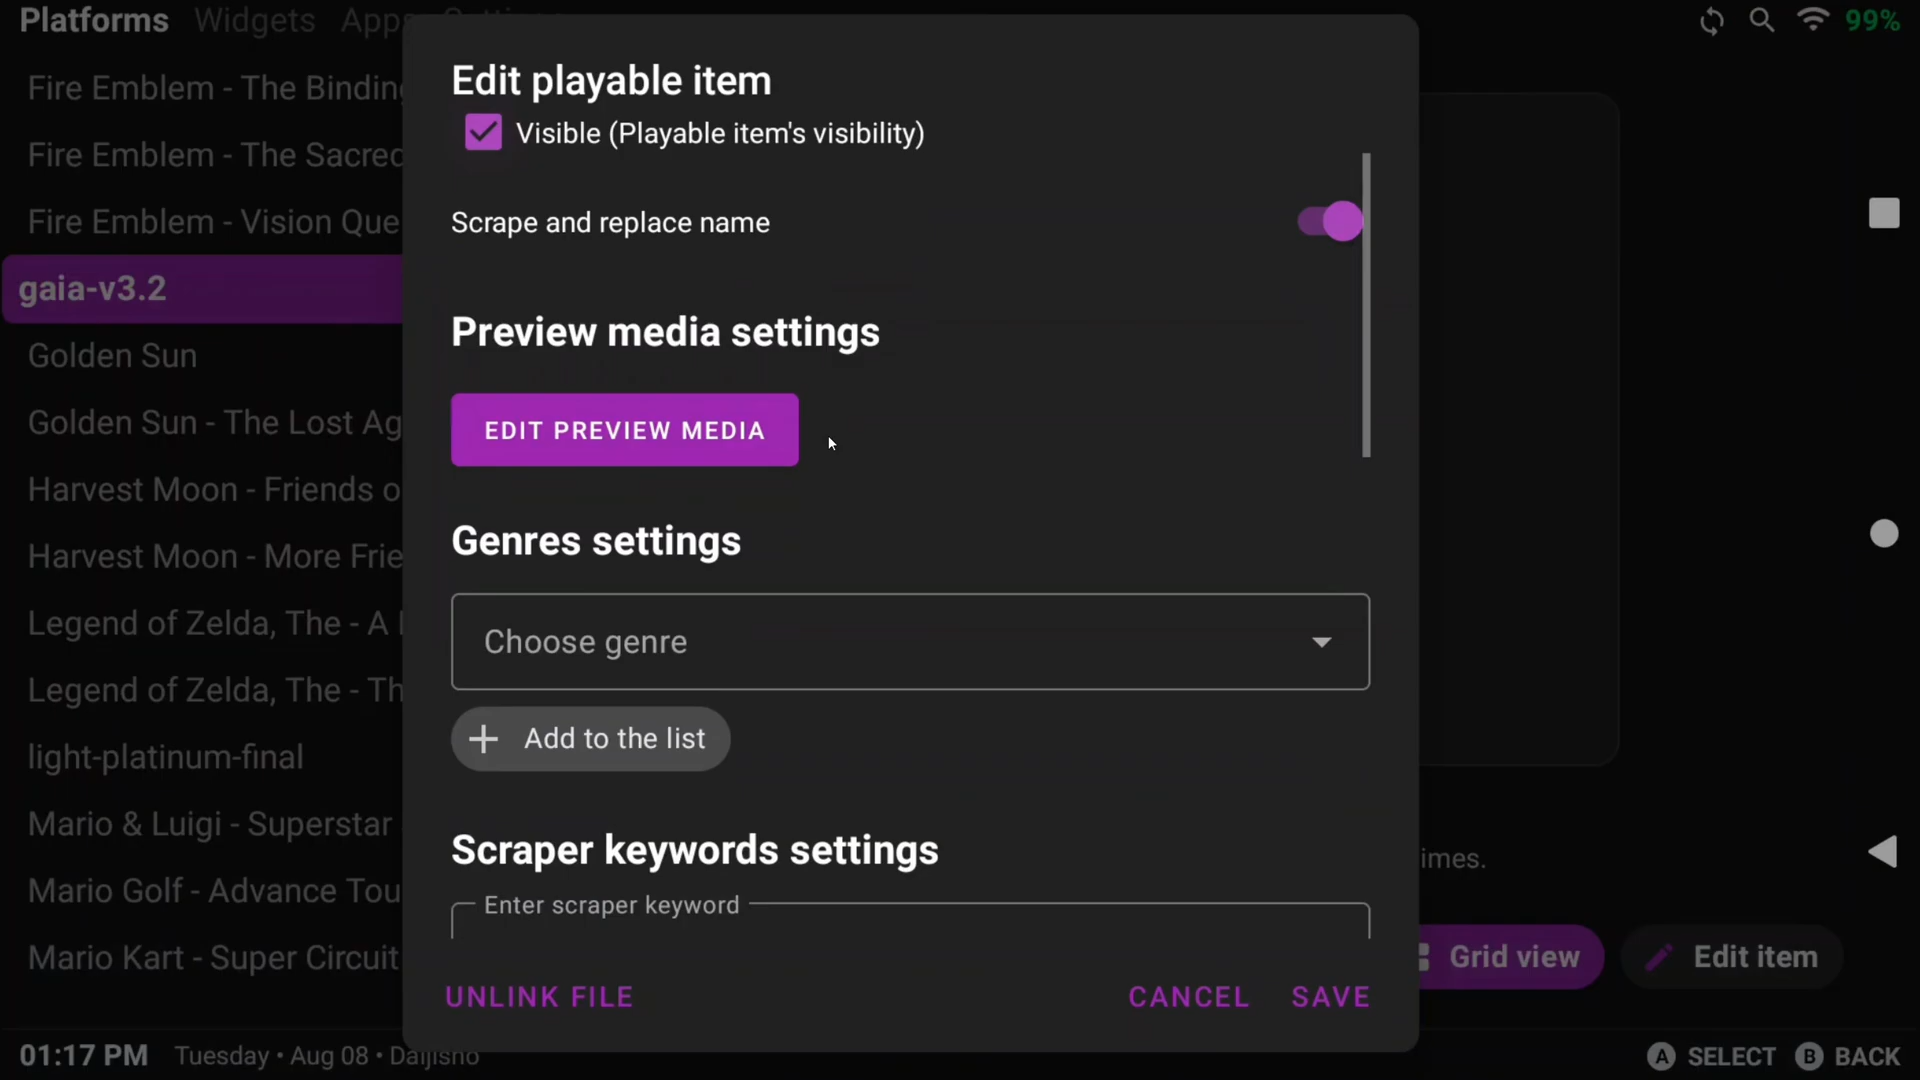 Platforms Widgets Apps Settings
99%
Fire Emblem - The Binding
Fire Emblem - The Sacred
Fire Emblem - Vision Que
gaia-v3.2
Golden Sun
Golden Sun - The Lost Ag
Harvest Moon - Friends o
Harvest Moon - More Frie
Legend of Zelda, The - A
Legend of Zelda, The - Th
light-platinum-final
Mario & Luigi - Superstar
Mario Golf - Advance Tou
Mario Kart - Super Circuit
Edit playable item
Visible (Playable item's visibility)
Scrape and replace name
Preview media settings
EDIT PREVIEW MEDIA
Genres settings
Choose genre
Add to the list
Scraper keywords settings
Enter scraper keyword
UNLINK FILE CANCEL SAVE
imes.
Grid view Edit item
01:17 PM Tuesday • Aug 08 • Daijisho
A SELECT B BACK